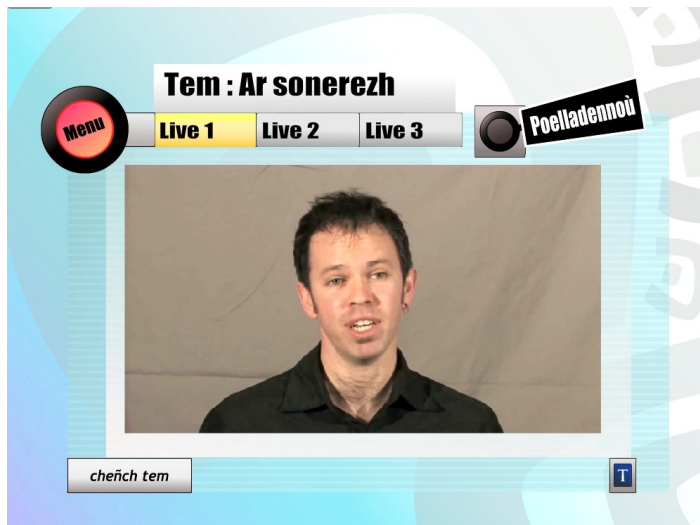 Tem : Ar sonerezh
Menu
Live 1
Live 2
Live 3
Poelladennoù
cheñch tem
T